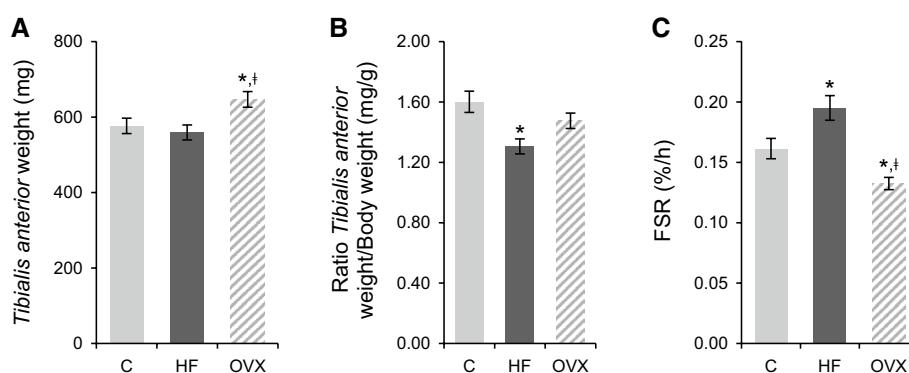 A
Tibialis anterior weight (mg)
800
600
400
200
0
*,ǂ
C HF OVX
B
Ratio Tibialis anterior
weight/Body weight (mg/g)
2.00
1.60
1.20
0.80
0.40
0.00
*
C HF OVX
C
FSR (%/h)
0.25
0.20
0.15
0.10
0.05
0.00
*
*,ǂ
C HF OVX